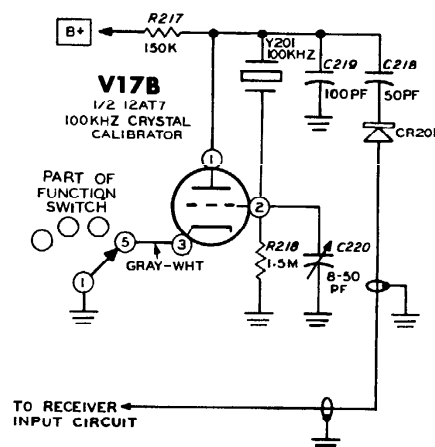 B+
R217
150K
Y201
100KHZ
C219
100PF
C218
50PF
CR201
V17B
1/2 12AT7
100KHZ CRYSTAL
CALIBRATOR
1
2
3
PART OF
FUNCTION
SWITCH
5
1
GRAY-WHT
R218
1.5M
C220
8-50
PF
TO RECEIVER
INPUT CIRCUIT